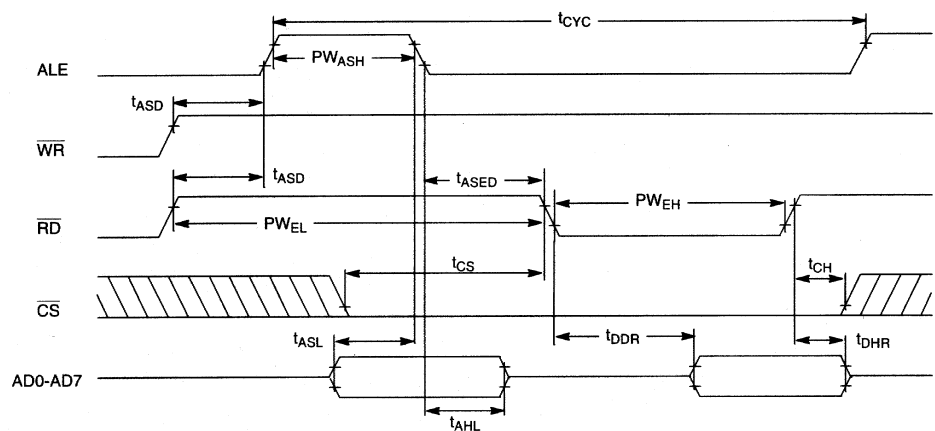 tCYC
ALE
PWASH
tASD
WR
tASD
tASED
RD
PWEL
PWEH
tCS
tCH
CS
tASL
tDDR
tDHR
AD0-AD7
tAHL